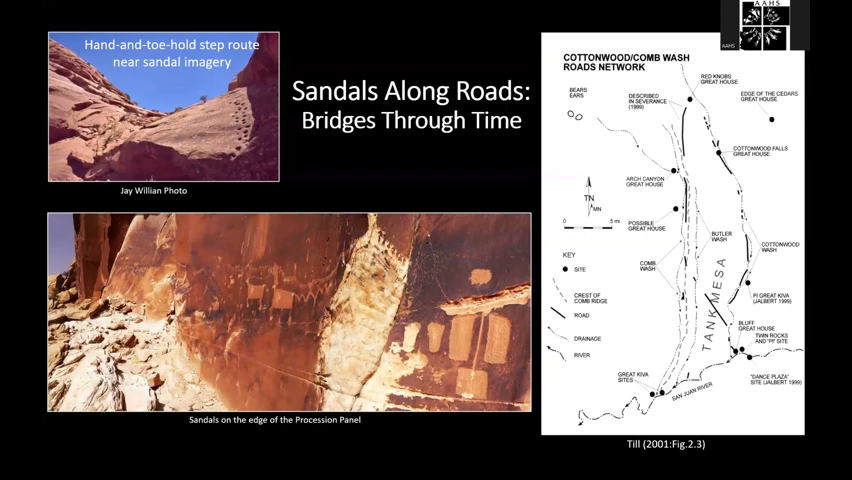 Hand-and-toe-hold step route
near sandal imagery
Jay Willian Photo
Sandals Along Roads:
Bridges Through Time
Sandals on the edge of the Procession Panel
AAHS
AAHS
COTTONWOOD/COMB WASH
ROADS NETWORK
RED KNOBS
GREAT HOUSE
BEARS
EARS
DESCRIBED
IN SEVERANCE
(1999)
EDGE OF THE CEDARS
GREAT HOUSE
COTTONWOOD FALLS
GREAT HOUSE
ARCH CANYON
GREAT HOUSE
TN
MN
0
5 mi
POSSIBLE
GREAT HOUSE
BUTLER
WASH
COTTONWOOD
WASH
KEY
SITE
COMB
WASH
CREST OF
COMB RIDGE
ROAD
TANK MESA
PI GREAT KIVA
(JALBERT 1999)
BLUFF
GREAT HOUSE
TWIN ROCKS
AND "PI" SITE
DRAINAGE
RIVER
GREAT KIVA
SITES
SAN JUAN RIVER
"DANCE PLAZA"
SITE (JALBERT 1999)
Till (2001:Fig.2.3)